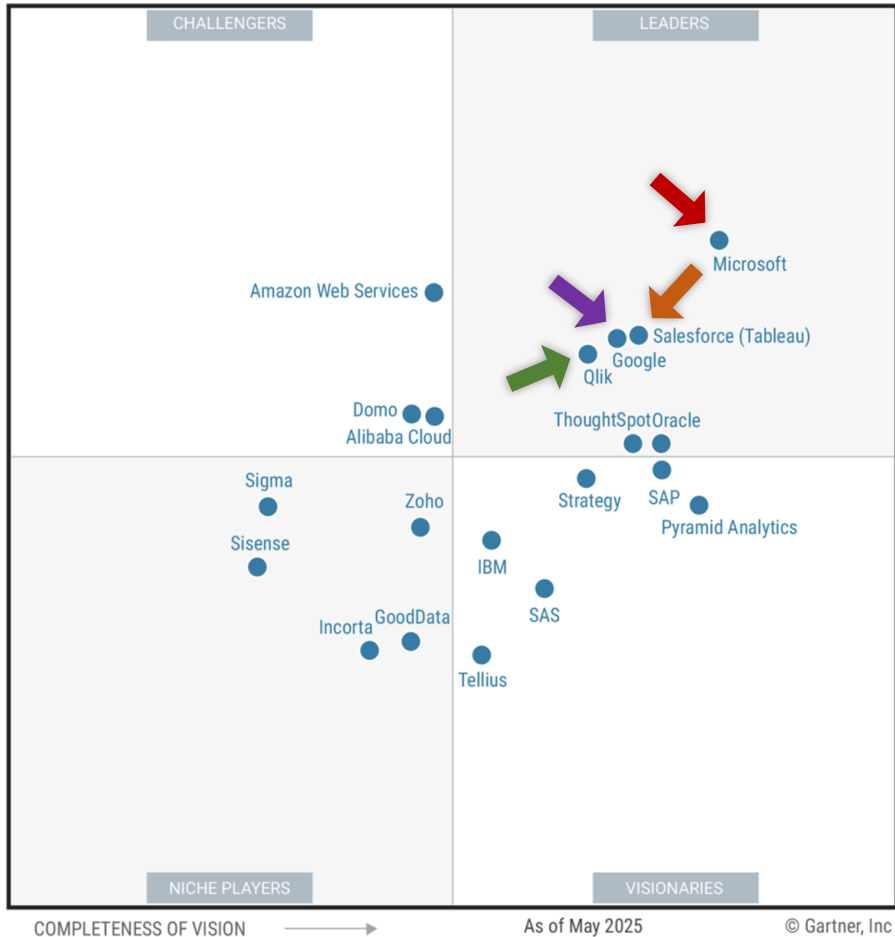 CHALLENGERS
LEADERS
Microsoft
Amazon Web Services
Salesforce (Tableau)
Google
Qlik
Domo
Alibaba Cloud
ThoughtSpot
Oracle
Sigma
Zoho
Strategy
SAP
Pyramid Analytics
Sisense
IBM
SAS
Incorta
GoodData
Tellius
NICHE PLAYERS
VISIONARIES
COMPLETENESS OF VISION
As of May 2025
© Gartner, Inc